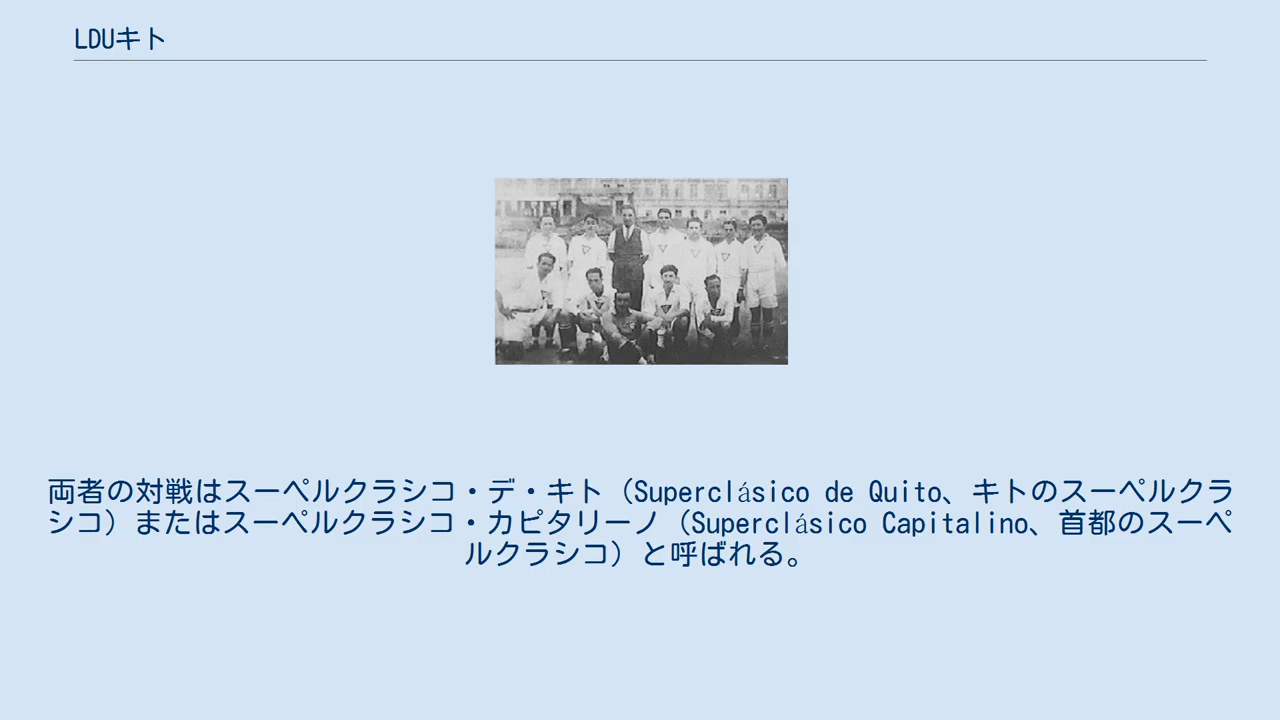 LDUキト
両者の対戦はスーペルクラシコ・デ・キト（Superclásico de Quito、キトのスーペルクラ
シコ）またはスーペルクラシコ・カピタリーノ（Superclásico Capitalino、首都のスーペ
ルクラシコ）と呼ばれる。